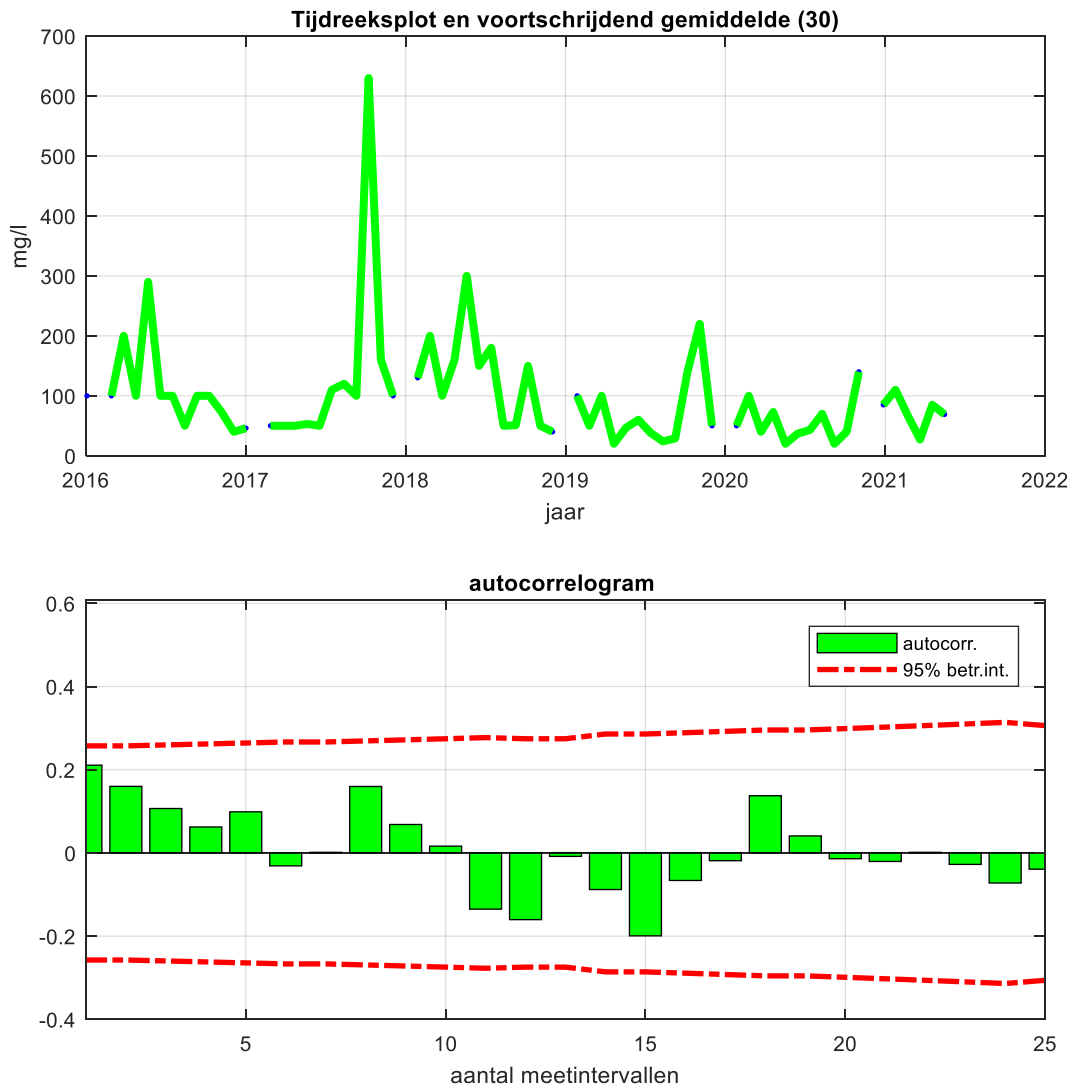 Tijdreeksplot en voortschrijdend gemiddelde (30)
700
600
500
400
300
200
100
0
mg/l
2016 2017 2018 2019 2020 2021 2022
jaar
autocorrelogram
0.6
0.4
0.2
0
-0.2
-0.4
autocorr.
95% betr.int.
5 10 15 20 25
aantal meetintervallen